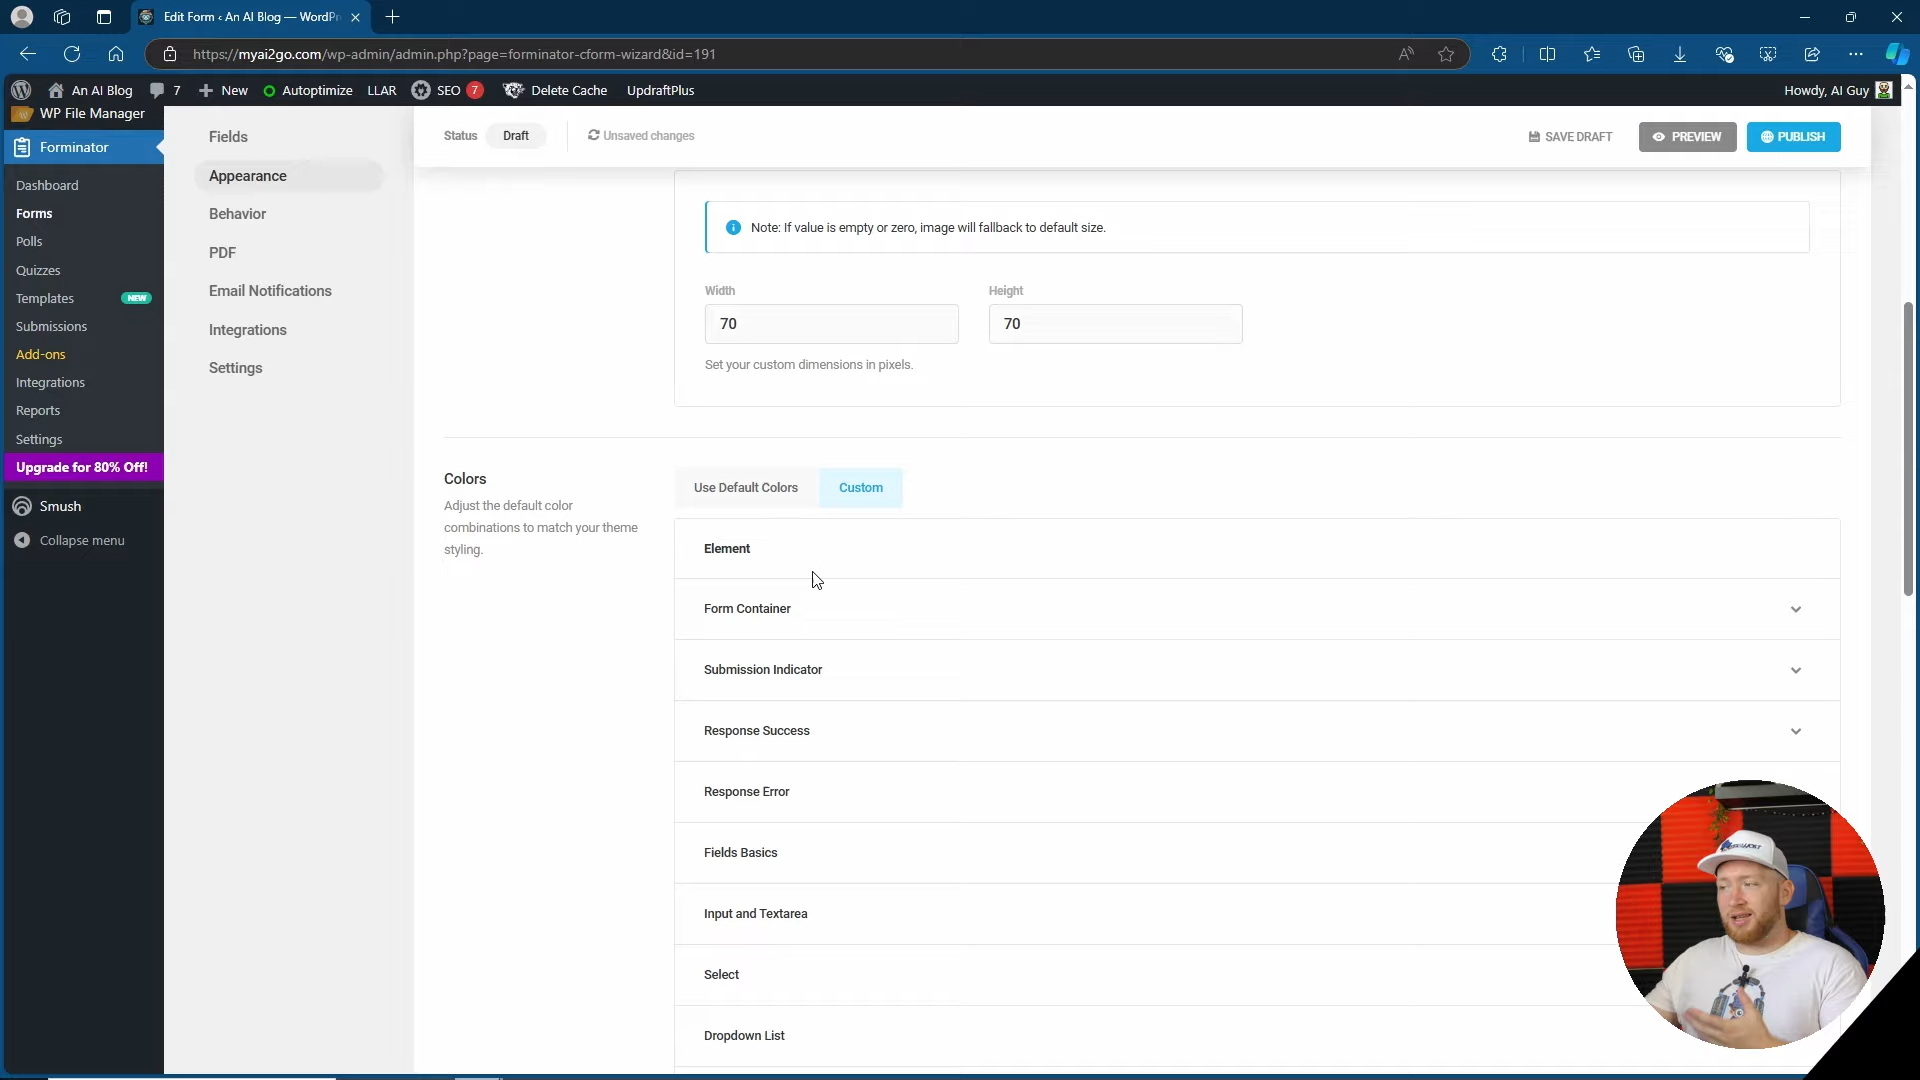 Edit Form ‹ An AI Blog — WordPr
https://myai2go.com/wp-admin/admin.php?page=forminator-cform-wizard&id=191
An AI Blog 7 New Autoptimize LLAR SEO 7 Delete Cache UpdraftPlus Howdy, AI Guy
WP File Manager
Forminator
Dashboard
Forms
Polls
Quizzes
Templates NEW
Submissions
Add-ons
Integrations
Reports
Settings
Upgrade for 80% Off!
Smush
Collapse menu
Fields
Appearance
Behavior
PDF
Email Notifications
Integrations
Settings
Status Draft Unsaved changes SAVE DRAFT PREVIEW PUBLISH
Note: If value is empty or zero, image will fallback to default size.
Width Height
70 70
Set your custom dimensions in pixels.
Colors
Adjust the default color
combinations to match your theme
styling.
Use Default Colors Custom
Element
Form Container
Submission Indicator
Response Success
Response Error
Fields Basics
Input and Textarea
Select
Dropdown List